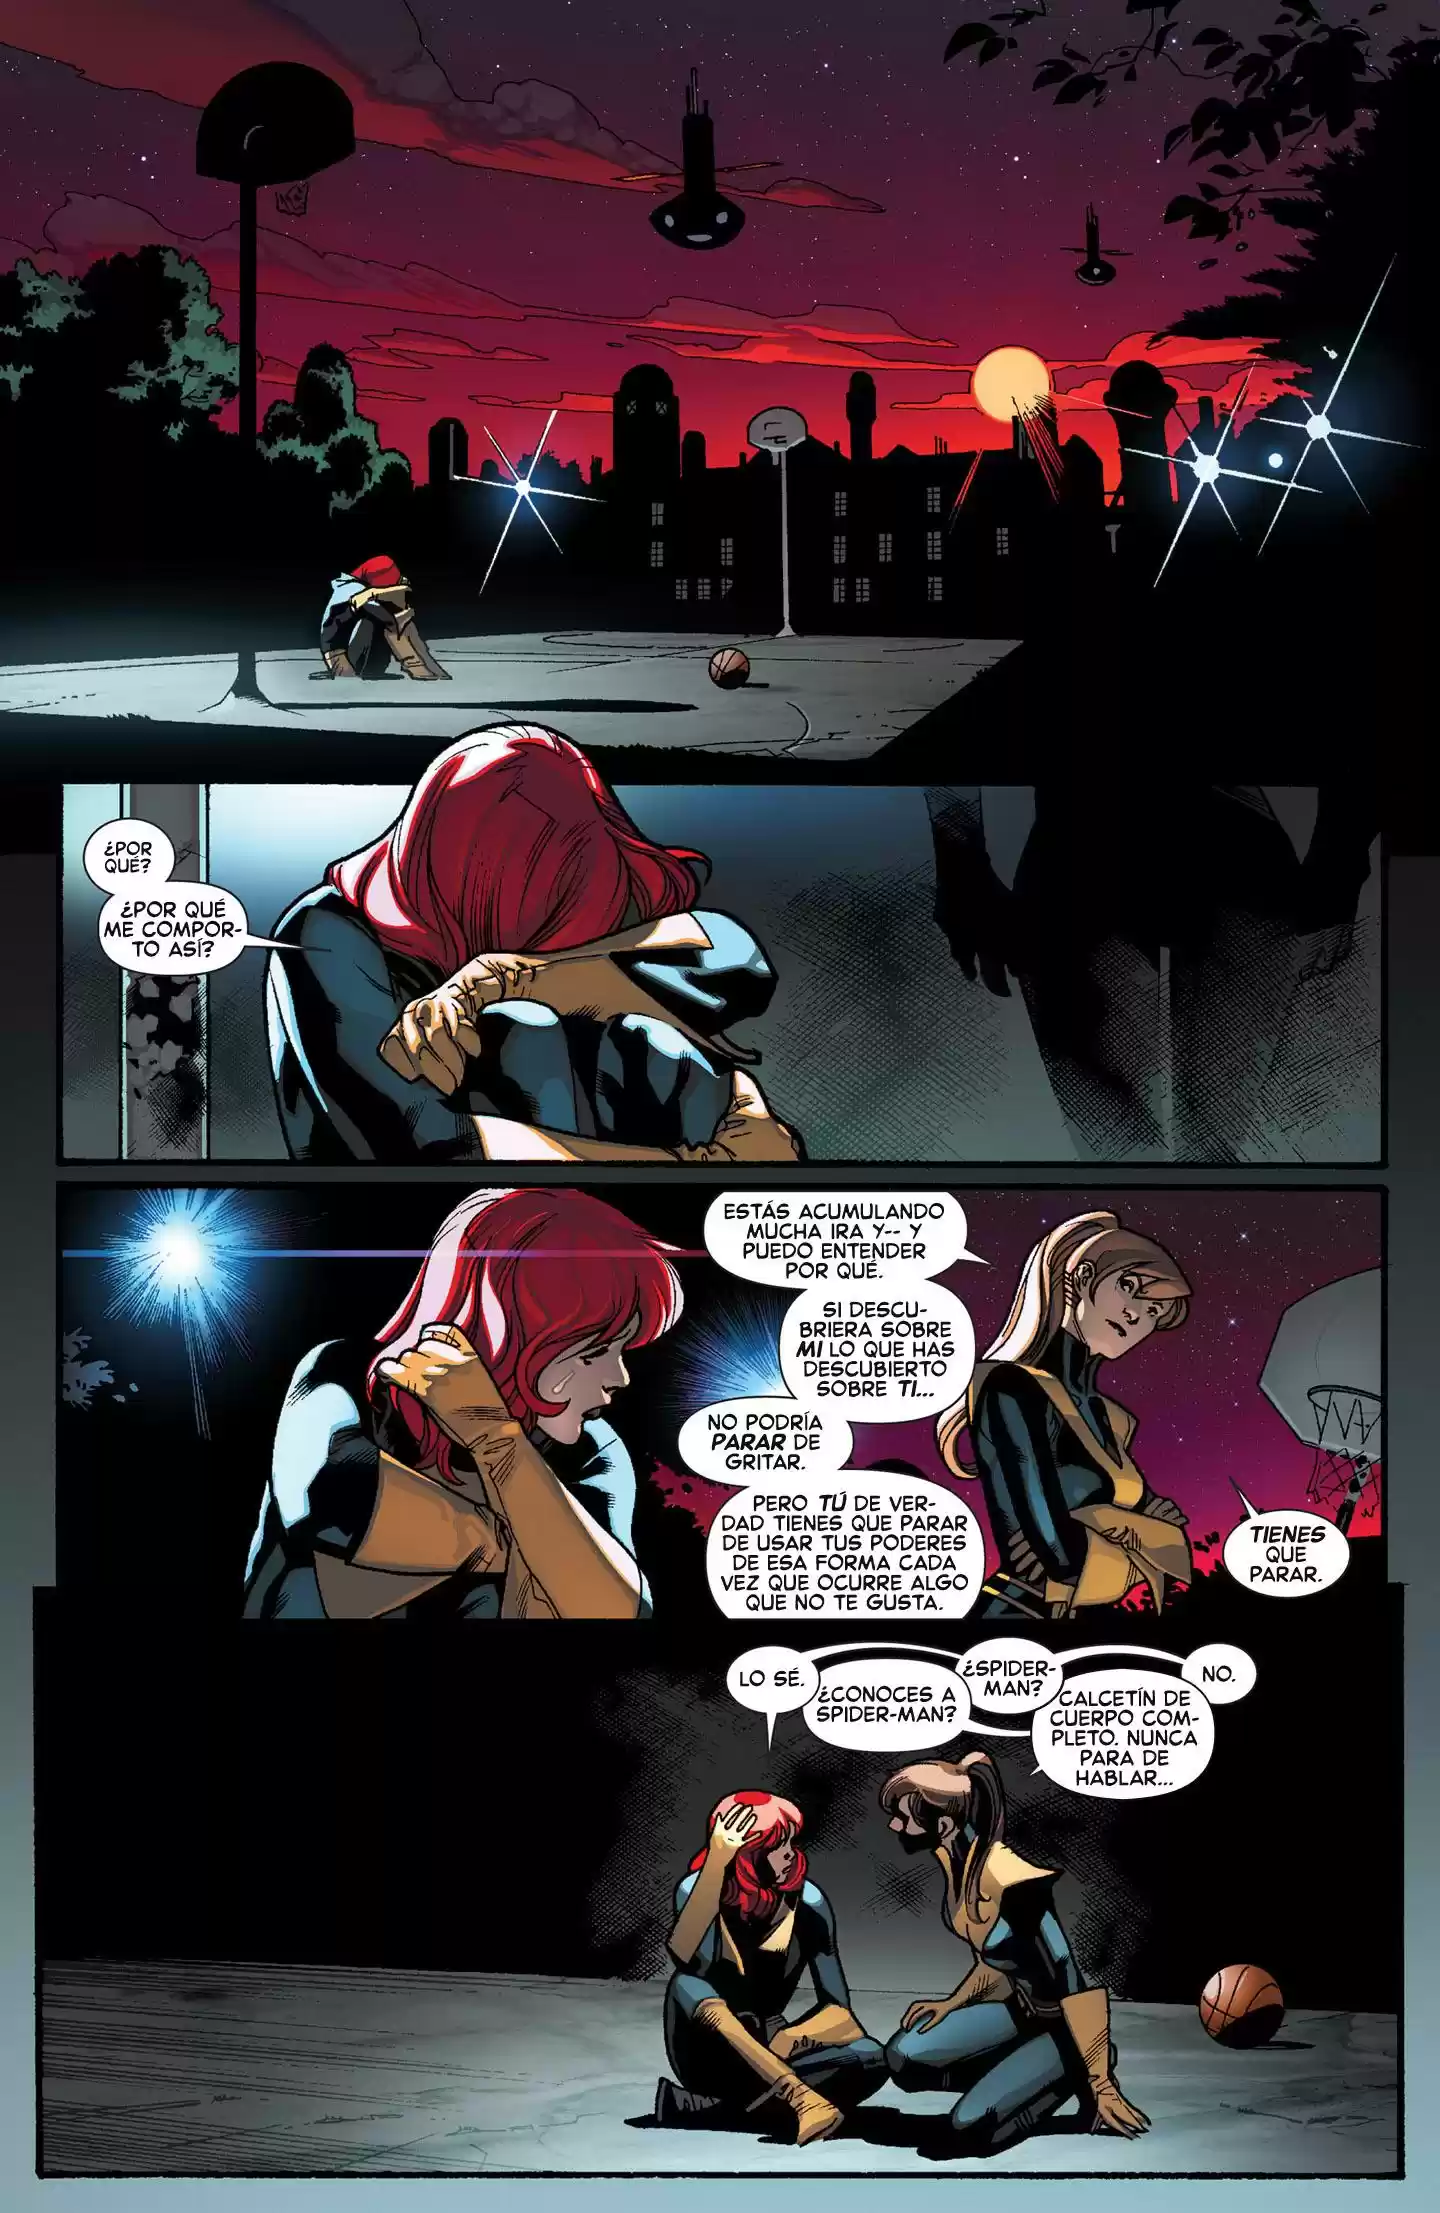 ¿POR
QUÉ?
¿POR QUÉ
ME COMPOR-
TO ASÍ?
ESTÁS ACUMULANDO
MUCHA IRA Y-- Y
PUEDO ENTENDER
POR QUÉ.
SI DESCU-
BRIERA SOBRE
MI LO QUE HAS
DESCUBIERTO
SOBRE TI...
NO PODRÍA
PARAR DE
GRITAR.
PERO TÚ DE VER-
DAD TIENES QUE PARAR
DE USAR TUS PODERES
DE ESA FORMA CADA
VEZ QUE OCURRE ALGO
QUE NO TE GUSTA.
TIENES
QUE
PARAR.
LO SÉ.
¿CONOCES A
SPIDER-MAN?
¿SPIDER-
MAN?
CALCETÍN DE
CUERPO COM-
PLETO. NUNCA
PARA DE
HABLAR...
NO.